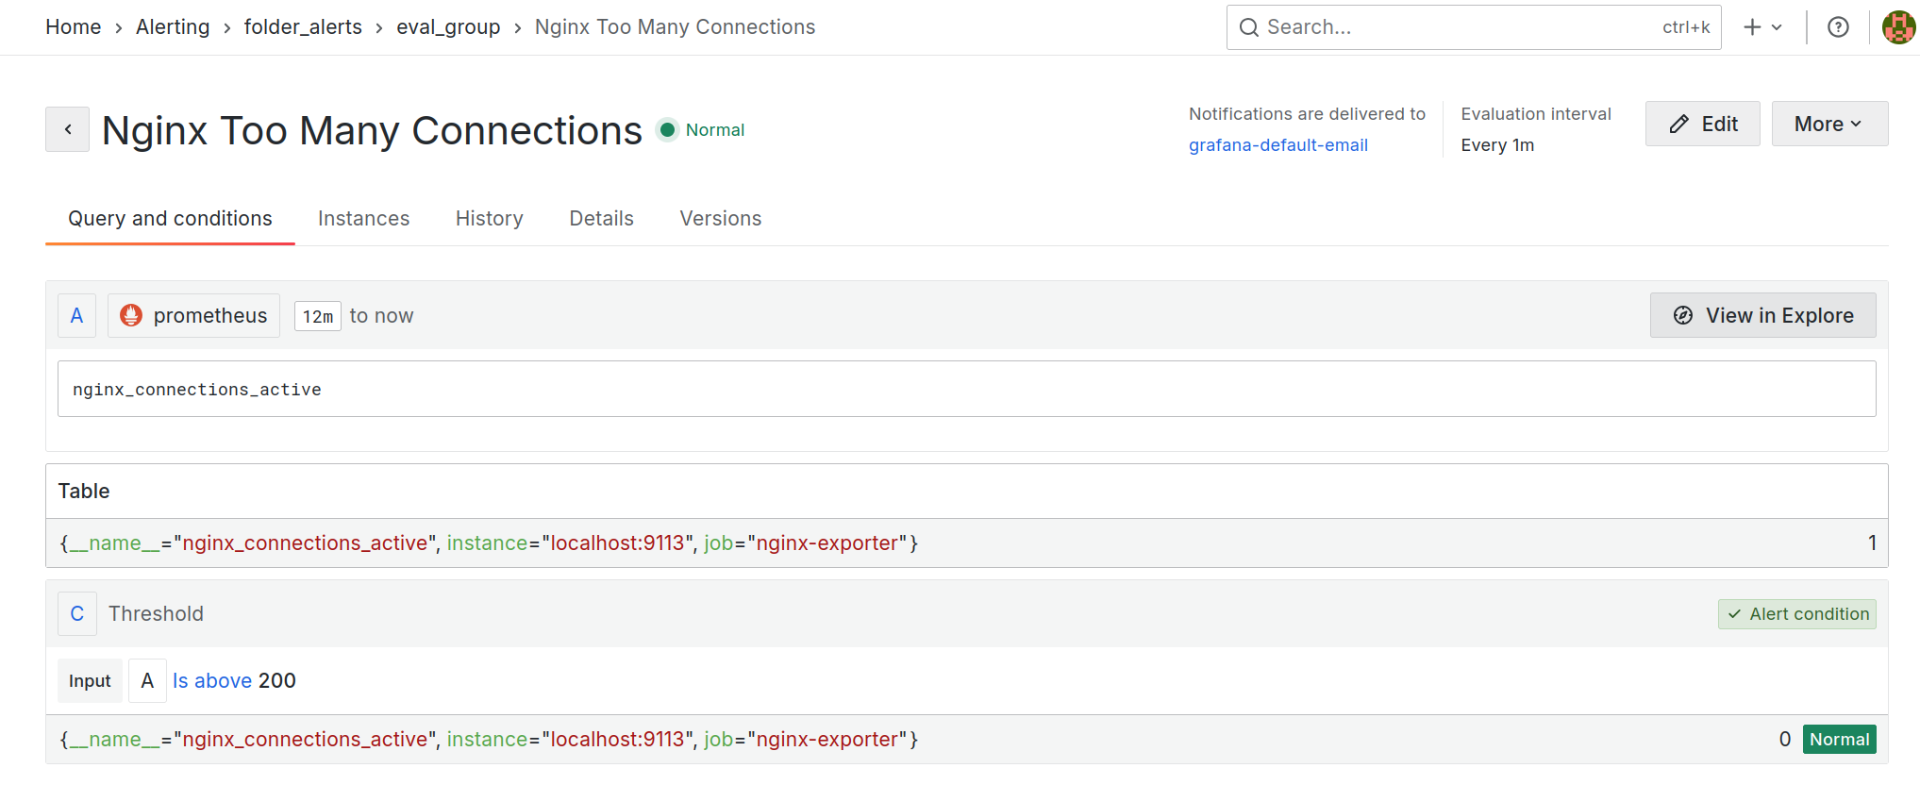 Home › Alerting › folder_alerts › eval_group › Nginx Too Many Connections
Search...
ctrl+k
Nginx Too Many Connections
Normal
Notifications are delivered to
grafana-default-email
Evaluation interval
Every 1m
Edit
More
Query and conditions
Instances
History
Details
Versions
A
prometheus
12m to now
View in Explore
nginx_connections_active
Table
{__name__="nginx_connections_active", instance="localhost:9113", job="nginx-exporter"} 1
C
Threshold
Alert condition
Input A Is above 200
{__name__="nginx_connections_active", instance="localhost:9113", job="nginx-exporter"} 0 Normal